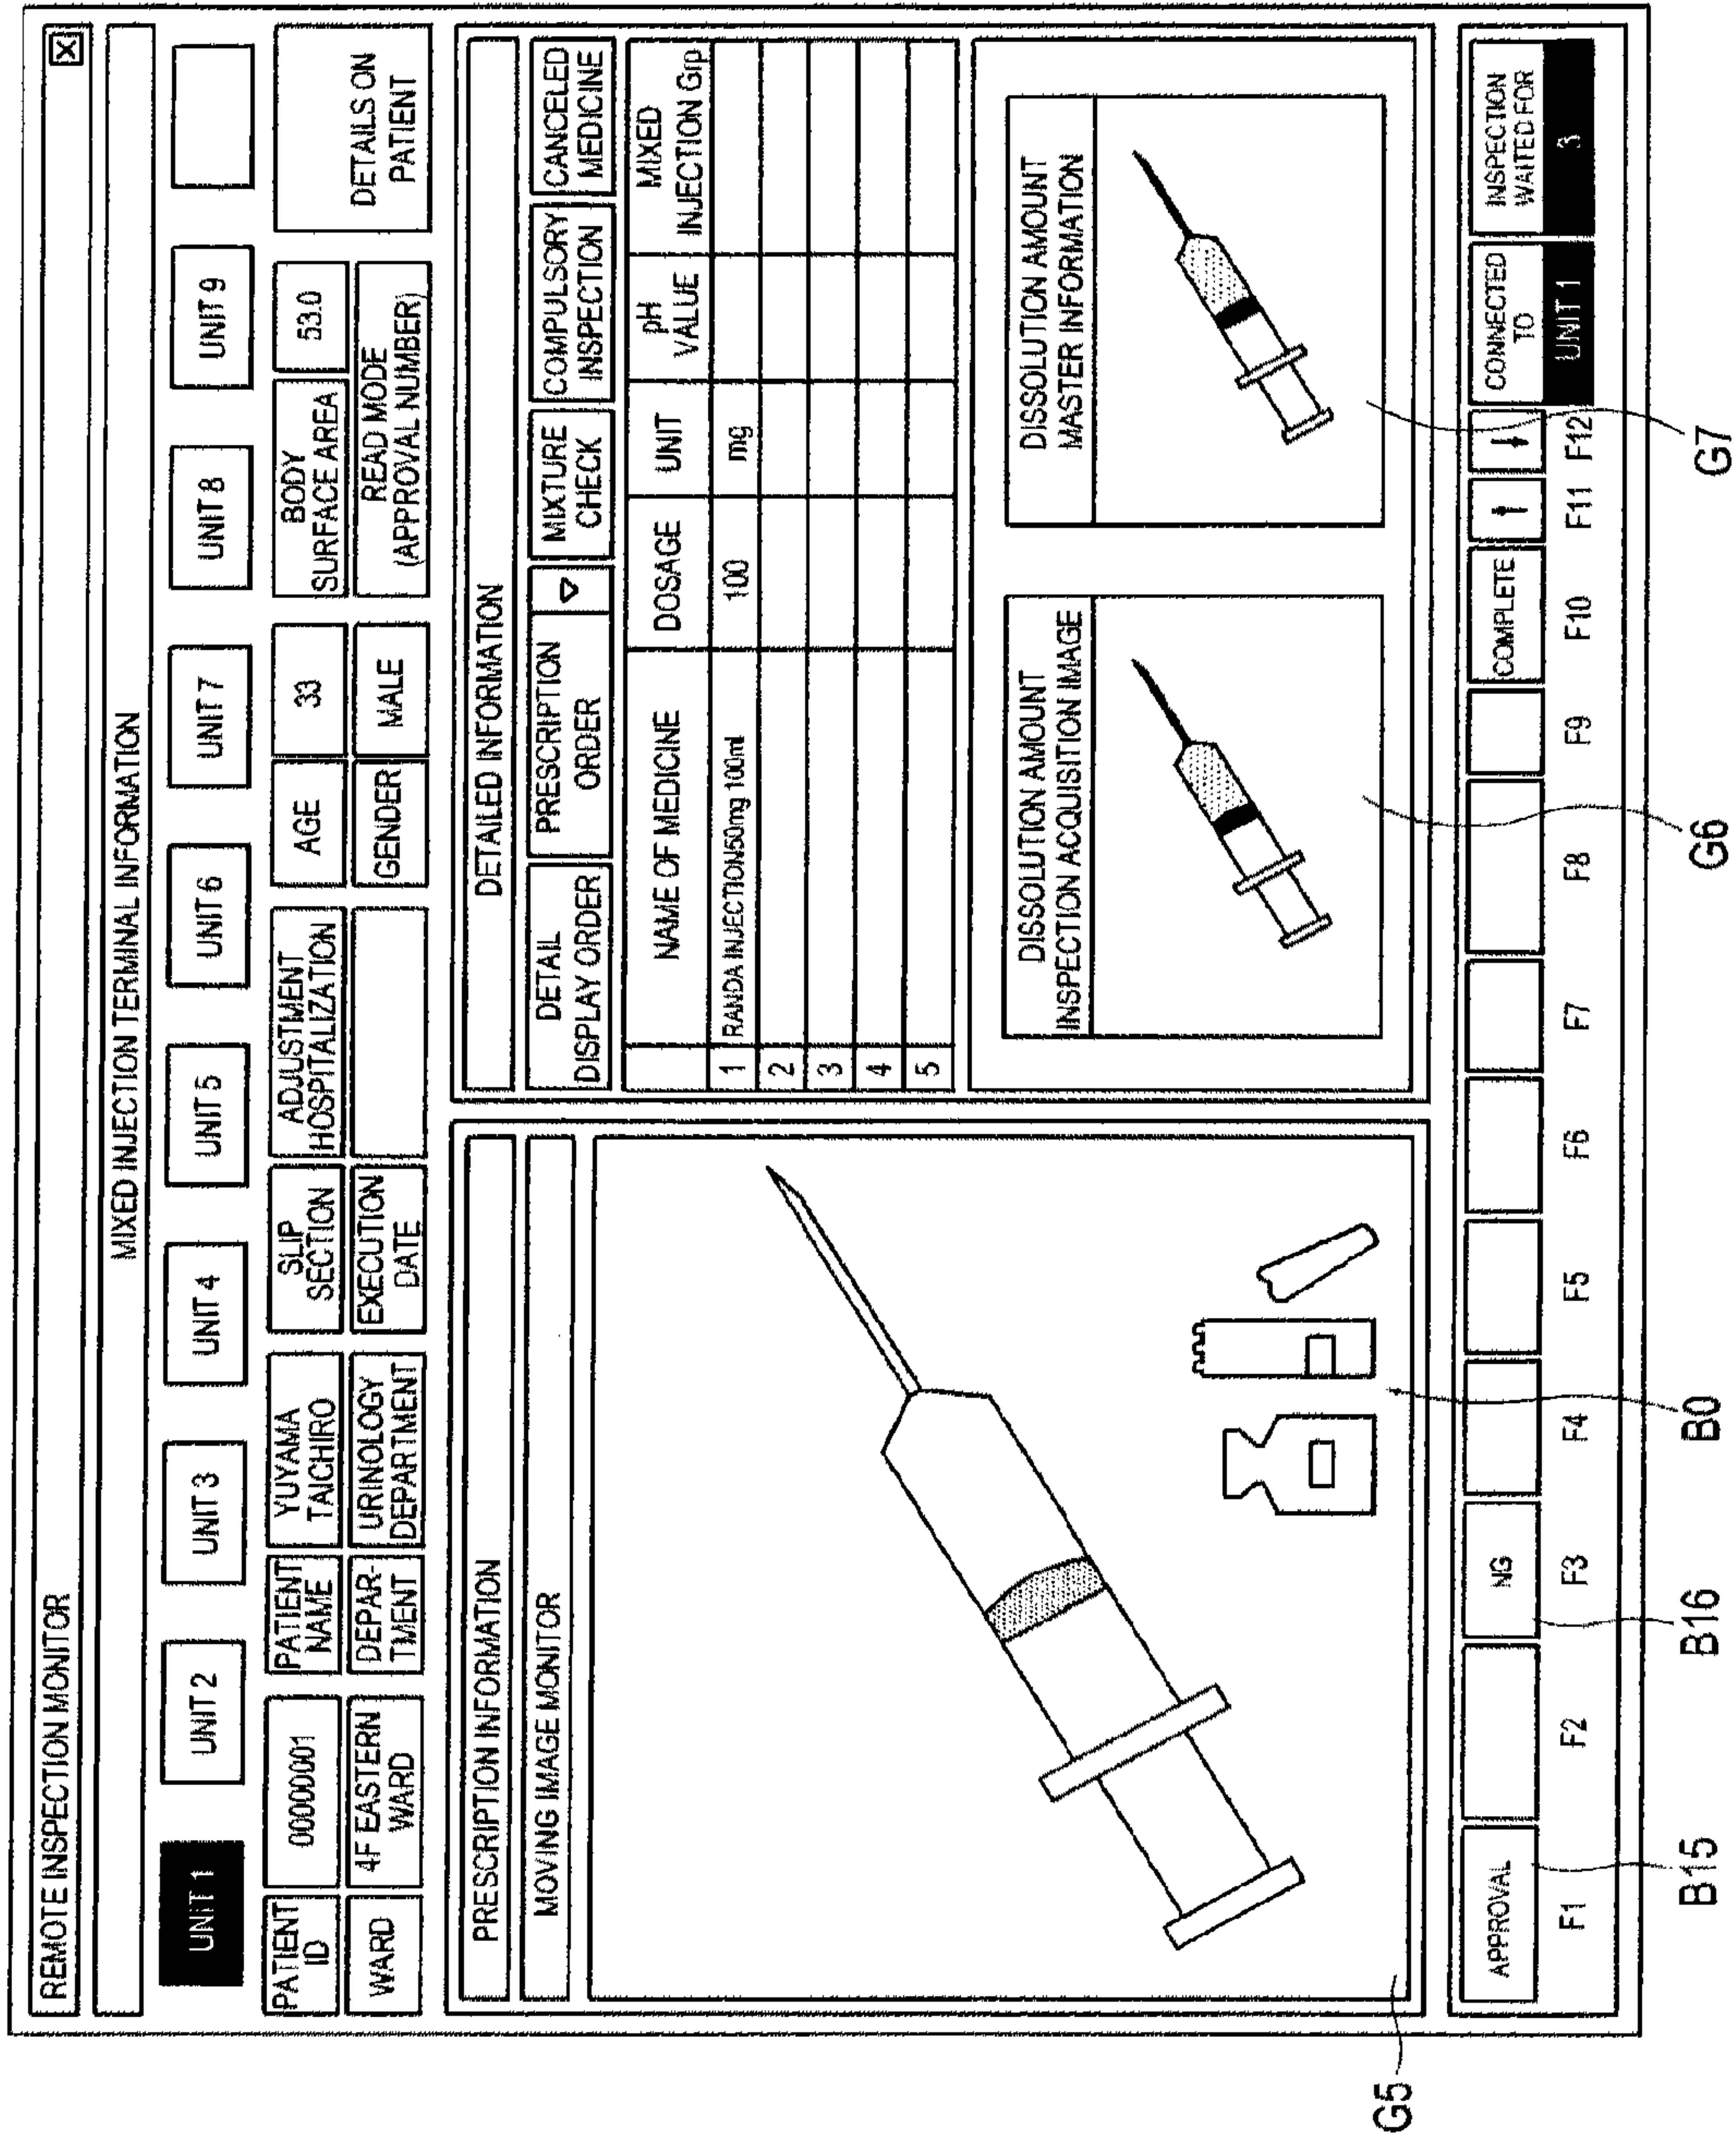 REMOTE INSPECTION MONITOR
X
MIXED INJECTION TERMINAL INFORMATION
UNIT 1
UNIT 2
UNIT 3
UNIT 4
UNIT 5
UNIT 6
UNIT 7
UNIT 8
UNIT 9
PATIENT
ID
0000001
PATIENT
NAME
YUYAMA
TAICHIRO
SLIP
SECTION
ADJUSTMENT
HOSPITALIZATION
AGE
33
BODY
SURFACE AREA
53.0
DETAILS ON
PATIENT
WARD
4F EASTERN
WARD
DEPAR-
TMENT
URINOLOGY
DEPARTMENT
EXECUTION
DATE
GENDER
MALE
READ MODE
(APPROVAL NUMBER)
PRESCRIPTION INFORMATION
MOVING IMAGE MONITOR
DETAILED INFORMATION
DETAIL
DISPLAY ORDER
PRESCRIPTION
ORDER
MIXTURE
CHECK
COMPULSORY
INSPECTION
CANCELED
MEDICINE
NAME OF MEDICINE
DOSAGE
UNIT
pH
VALUE
MIXED
INJECTION Grp
1 RANDA INJECTION50mg 100ml 100 mg
2
3
4
5
DISSOLUTION AMOUNT
INSPECTION ACQUISITION IMAGE
DISSOLUTION AMOUNT
MASTER INFORMATION
APPROVAL
NG
COMPLETE
↑
↓
CONNECTED
TO
UNIT 1
INSPECTION
WAITED FOR
3
F1 F2 F3 F4 F5 F6 F7 F8 F9 F10 F11 F12
G5
B15
B16
B0
G6
G7